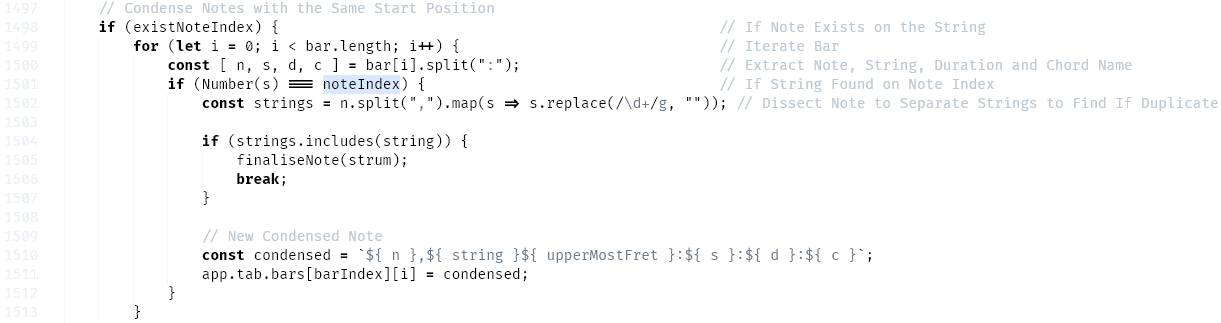 1497 // Condense Notes with the Same Start Position
1498 if (existNoteIndex) { // If Note Exists on the String
1499 for (let i = 0; i < bar.length; i++) { // Iterate Bar
1500 const [ n, s, d, c ] = bar[i].split(":"); // Extract Note, String, Duration and Chord Name
1501 if (Number(s) === noteIndex) { // If String Found on Note Index
1502 const strings = n.split(",").map(s => s.replace(/\d+/g, "")); // Dissect Note to Separate Strings to Find If Duplicate
1503
1504 if (strings.includes(string)) {
1505 finaliseNote(strum);
1506 break;
1507 }
1508
1509 // New Condensed Note
1510 const condensed = `${ n },${ string }${ upperMostFret }:${ s }:${ d }:${ c }`;
1511 app.tab.bars[barIndex][i] = condensed;
1512 }
1513 }